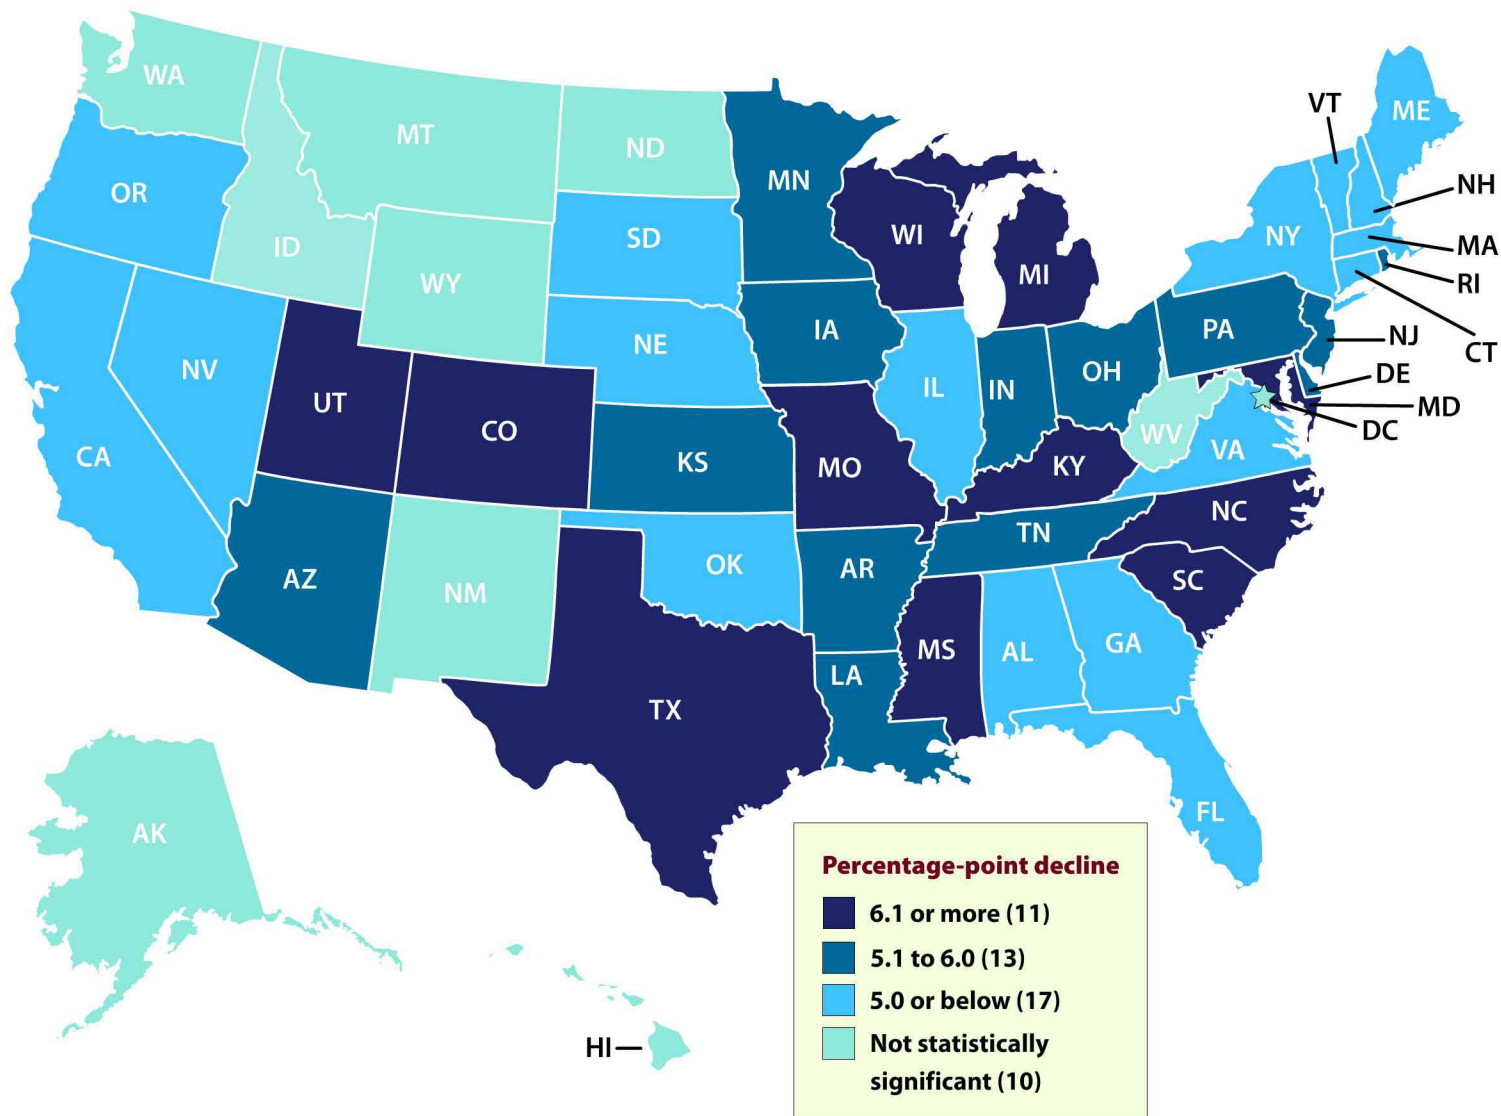 WA
MT
ND
MN
VT
ME
OR
ID
WY
SD
WI
MI
NY
NH
MA
RI
CT
NV
UT
CO
NE
IA
IL
IN
OH
PA
NJ
DE
MD
DC
CA
KS
MO
KY
WV
VA
AZ
NM
OK
AR
TN
NC
SC
TX
LA
MS
AL
GA
FL
AK
HI
Percentage-point decline
6.1 or more (11)
5.1 to 6.0 (13)
5.0 or below (17)
Not statistically
significant (10)